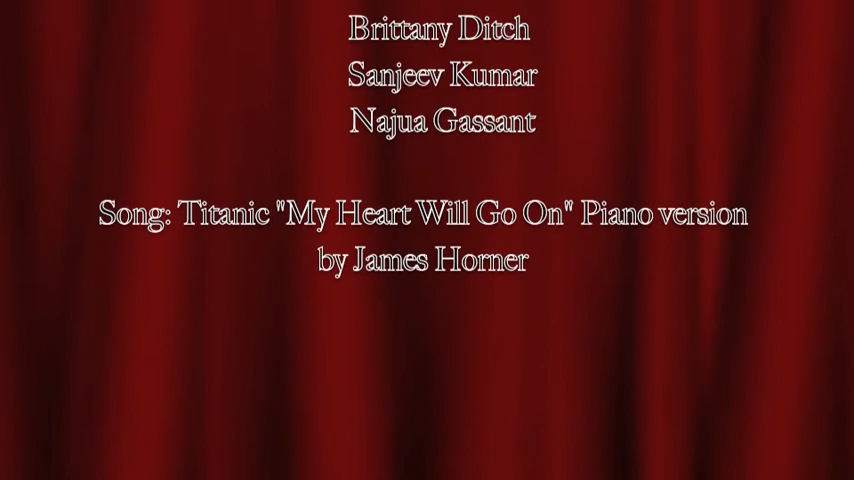 Brittany Ditch
Sanjeev Kumar
Najua Gassant
Song: Titanic "My Heart Will Go On" Piano version
by James Horner